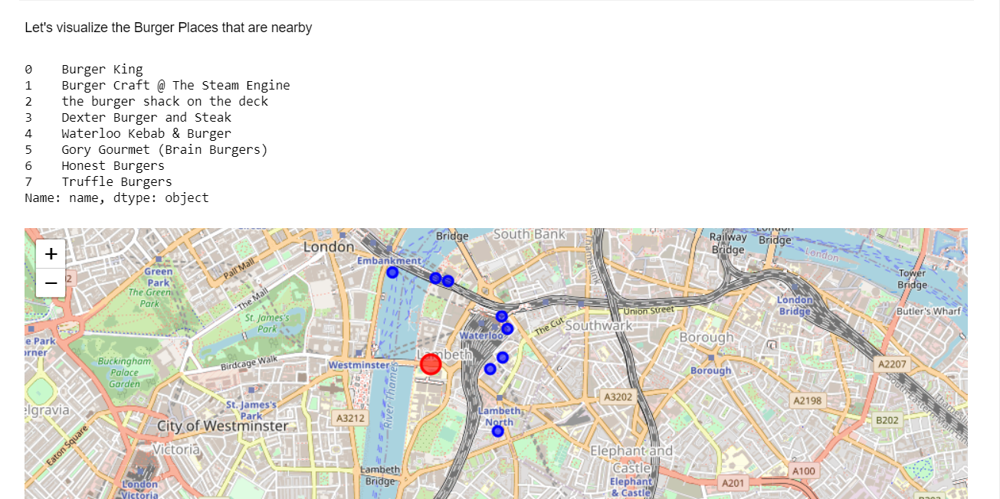 Let's visualize the Burger Places that are nearby
0 Burger King
1 Burger Craft @ The Steam Engine
2 the burger shack on the deck
3 Dexter Burger and Steak
4 Waterloo Kebab & Burger
5 Gory Gourmet (Brain Burgers)
6 Honest Burgers
7 Truffle Burgers
Name: name, dtype: object
+
−
London
Bridge
South Bank
Railway
Bridge
London
Bridge
London
Embankment
Pall Mall
Green
Park
The Green
Park
The Mall
St. James's
Park
Tower
Bridge
London
Bridge
Butler's Wharf
Union Street
The Cut
Southwark
Waterloo
Borough
e Park
orner
Lambeth
Buckingham
Palace
Garden
Birdcage Walk
Westminster
Borough
A2207
River Thames
A3202
A2198
St. James's
Park
elgravia
A3212
City of Westminster
Lambeth
North
B202
Eaton Square
Victoria
Elephant and
Castle
Lambeth
Bridge
A100
A201
London
Victoria
Elephant
& Castle